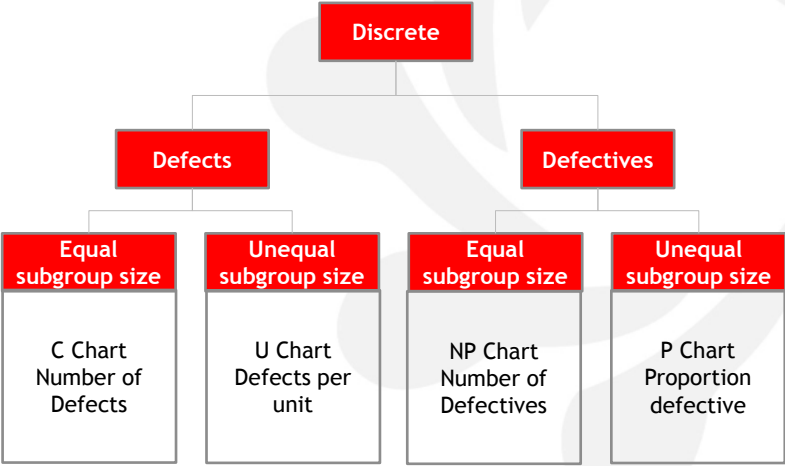 Discrete
Defects
Defectives
Equal
subgroup size
Unequal
subgroup size
Equal
subgroup size
Unequal
subgroup size
C Chart
Number of
Defects
U Chart
Defects per
unit
NP Chart
Number of
Defectives
P Chart
Proportion
defective